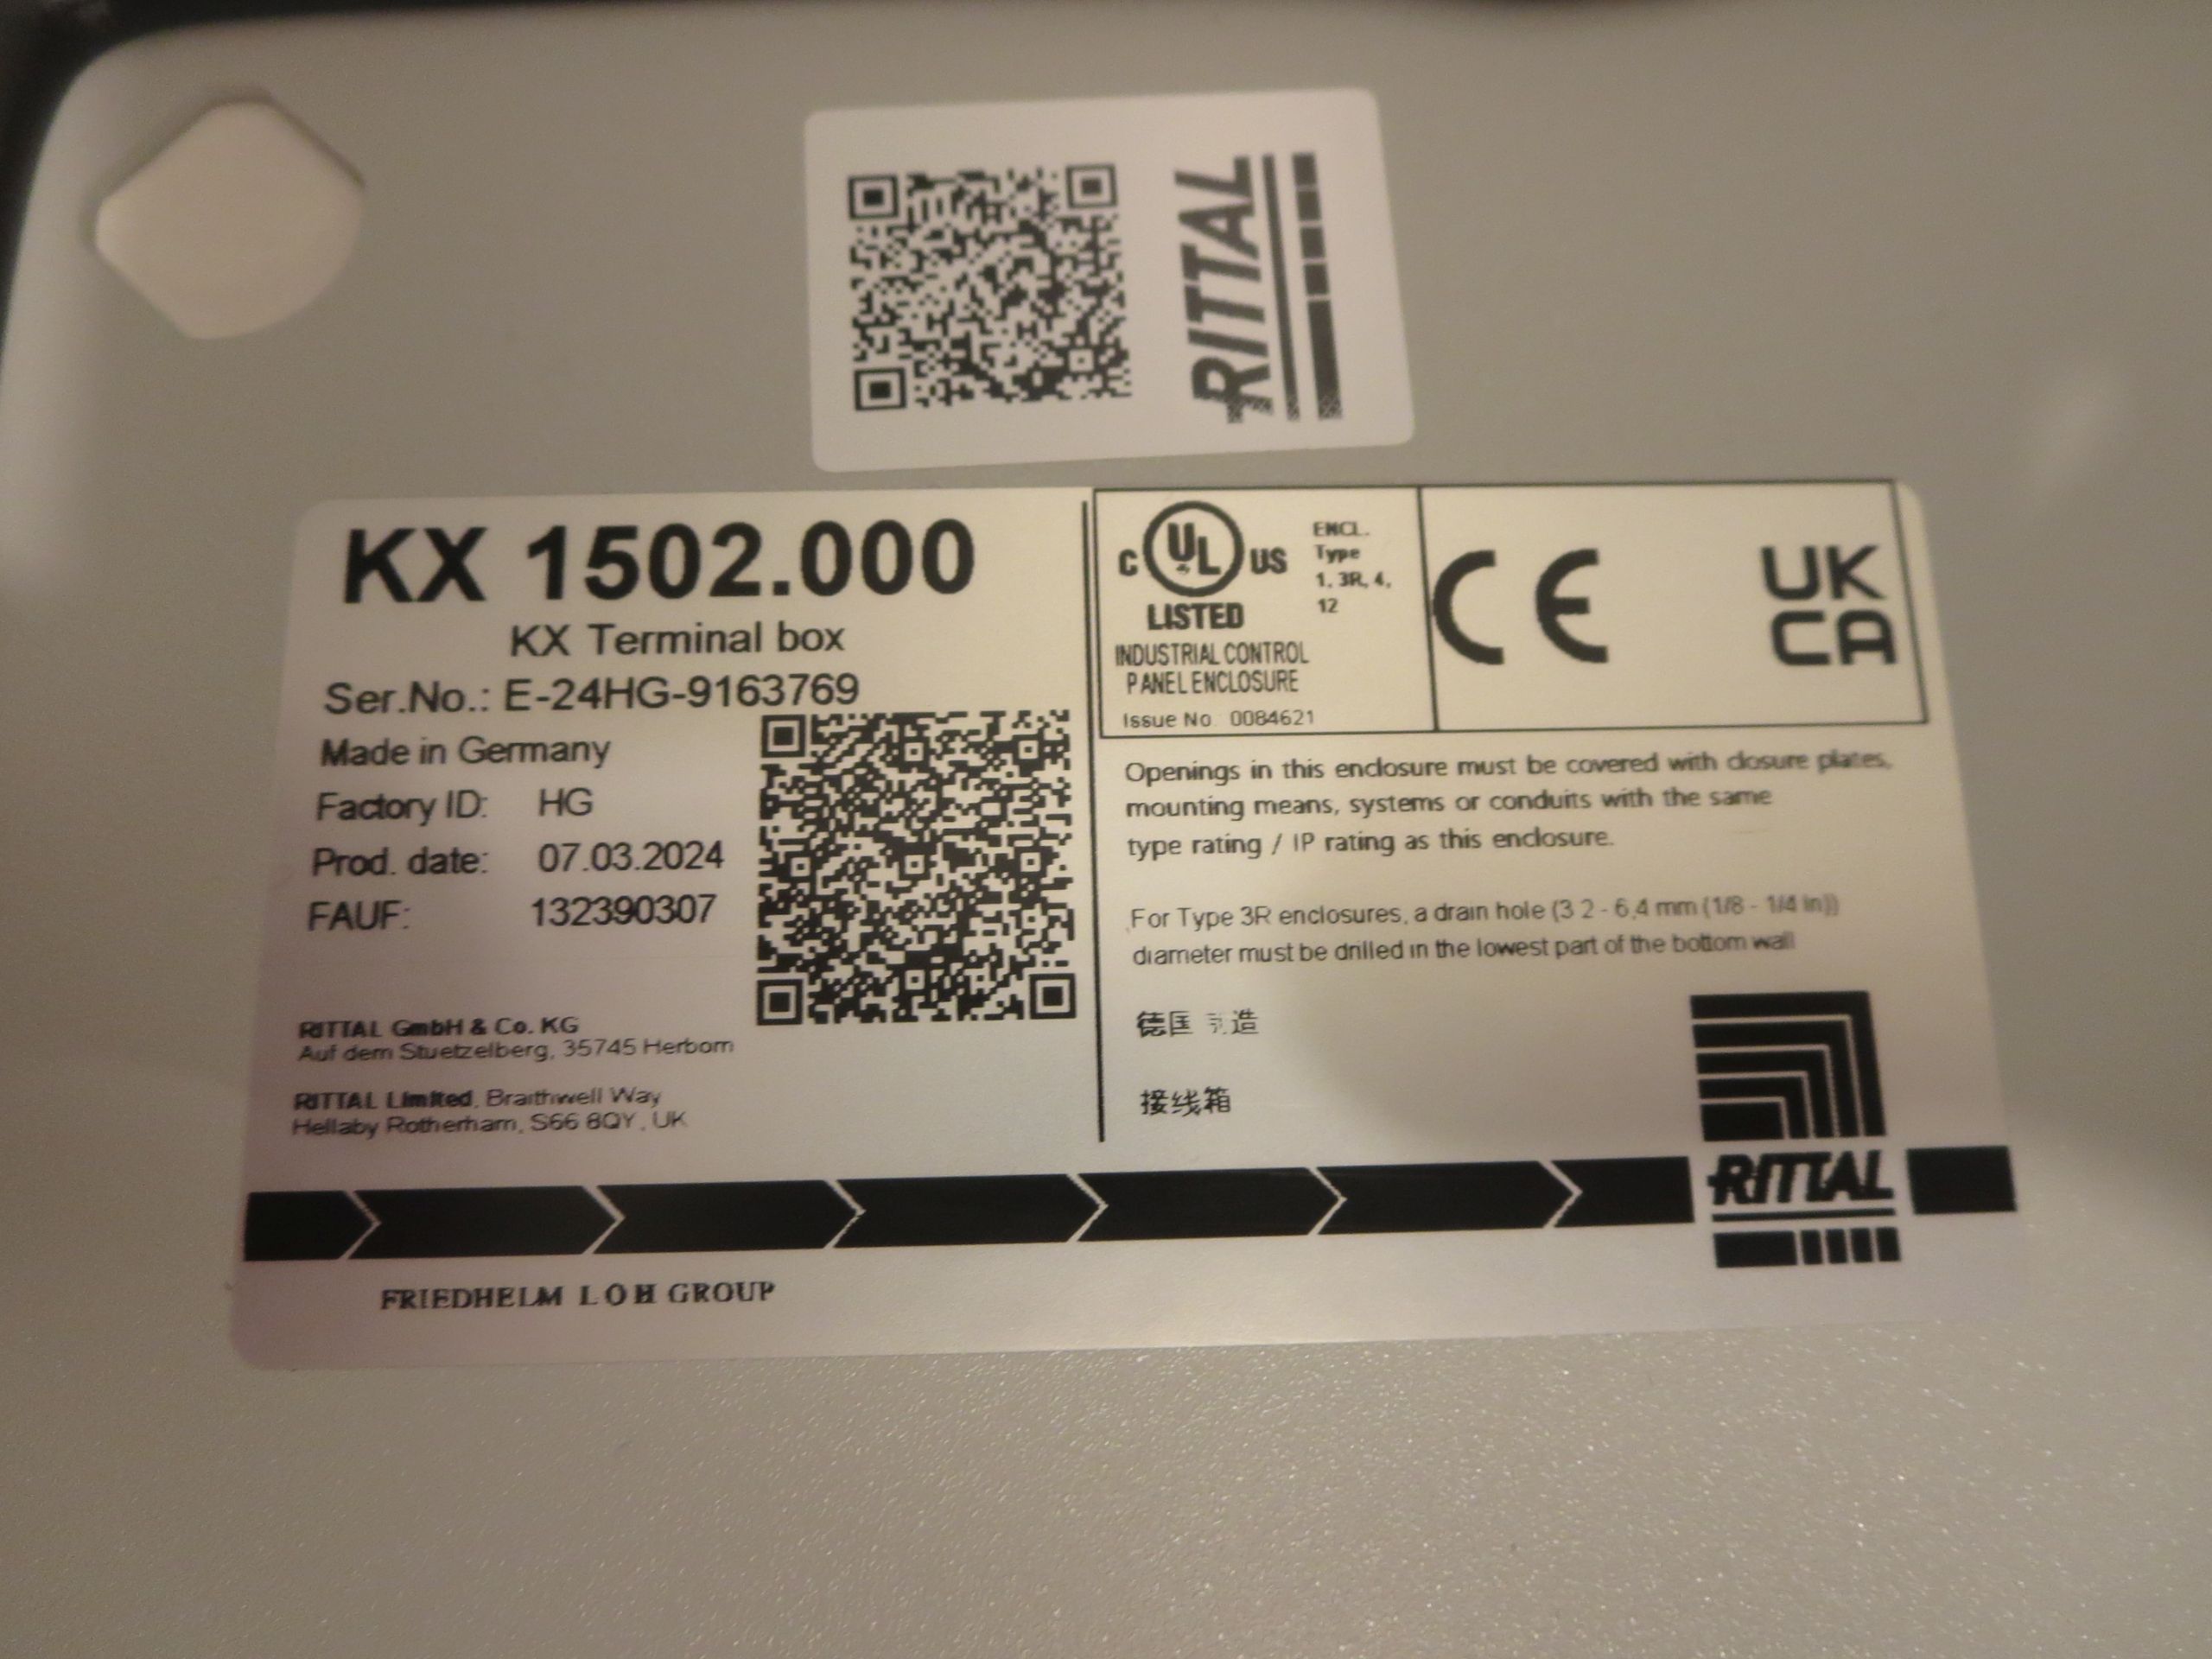 RITTAL
KX 1502.000
KX Terminal box
Ser.No.: E-24HG-9163769
Made in Germany
Factory ID: HG
Prod. date: 07.03.2024
FAUF: 132390307
RITTAL GmbH & Co. KG
Auf dem Stuetzelberg, 35745 Herborn
RITTAL Limited, Braithwell Way
Hellaby Rotherham, S66 8QY, UK
C UL US
LISTED
ENCL.
Type
1, 3R, 4,
12
INDUSTRIAL CONTROL
PANEL ENCLOSURE
Issue No 0084621
CE
UK
CA
Openings in this enclosure must be covered with closure plates,
mounting means, systems or conduits with the same
type rating / IP rating as this enclosure.
For Type 3R enclosures, a drain hole (3 2 - 6,4 mm (1/8 - 1/4 in))
diameter must be drilled in the lowest part of the bottom wall
德国 造
接线箱
RITTAL
FRIEDHELM LOH GROUP